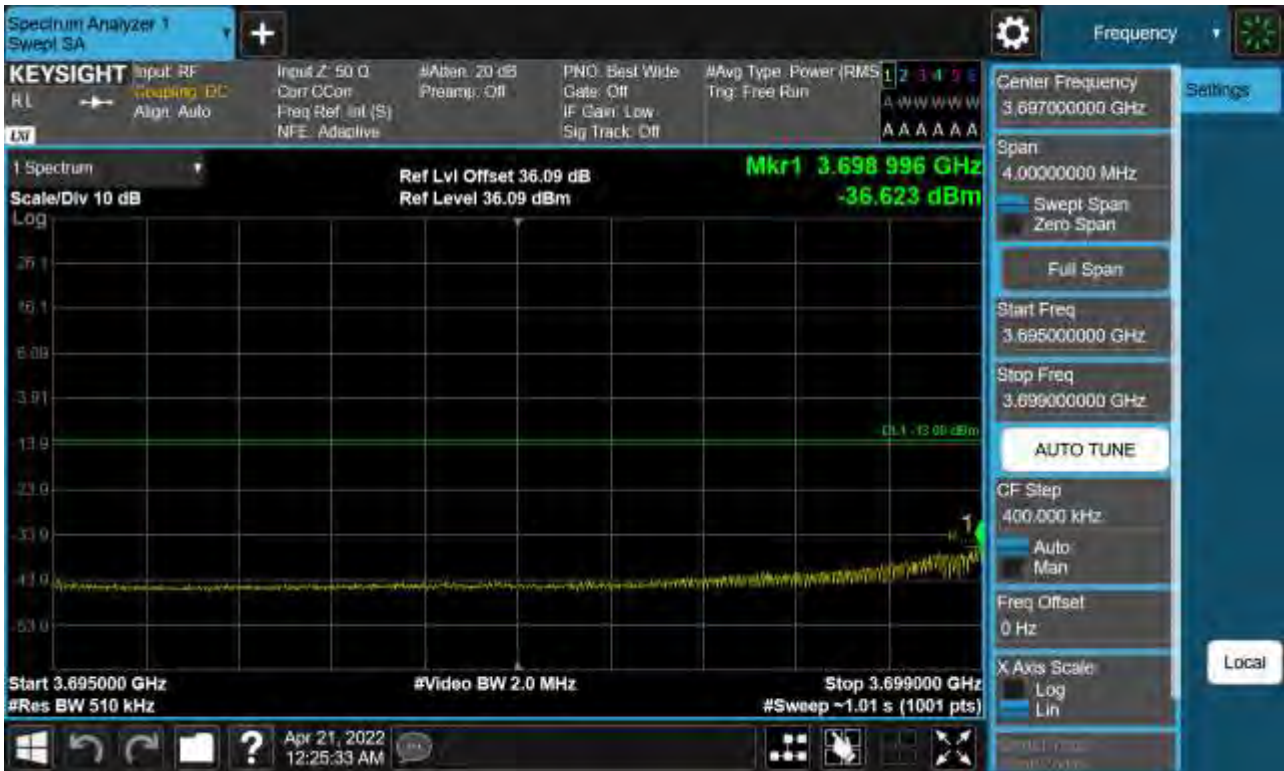 Spectrum Analyzer 1
Swept SA
Frequency
KEYSIGHT
RL
Input: RF
Coupling: DC
Align: Auto
Input Z: 50 Ω
Corr CCorr
Freq Ref: Int (S)
NFE: Adaptive
#Atten: 20 dB
Preamp: Off
PNO: Best Wide
Gate: Off
IF Gain: Low
Sig Track: Off
#Avg Type: Power (RMS
Trig: Free Run
1 2 3 4 5 6
A W W W W W
A A A A A A
1 Spectrum
Scale/Div 10 dB
Log
Ref Lvl Offset 36.09 dB
Ref Level 36.09 dBm
Mkr1 3.698 996 GHz
-36.623 dBm
26.1
16.1
6.09
-3.91
-13.9
-23.9
-33.9
-43.9
-53.9
DL1 -13.00 dBm
1
Start 3.695000 GHz
#Res BW 510 kHz
#Video BW 2.0 MHz
Stop 3.699000 GHz
#Sweep ~1.01 s (1001 pts)
Center Frequency
3.697000000 GHz
Settings
Span
4.00000000 MHz
Swept Span
Zero Span
Full Span
Start Freq
3.695000000 GHz
Stop Freq
3.699000000 GHz
AUTO TUNE
CF Step
400.000 kHz
Auto
Man
Freq Offset
0 Hz
X Axis Scale
Log
Lin
Local
?
Apr 21, 2022
12:25:33 AM